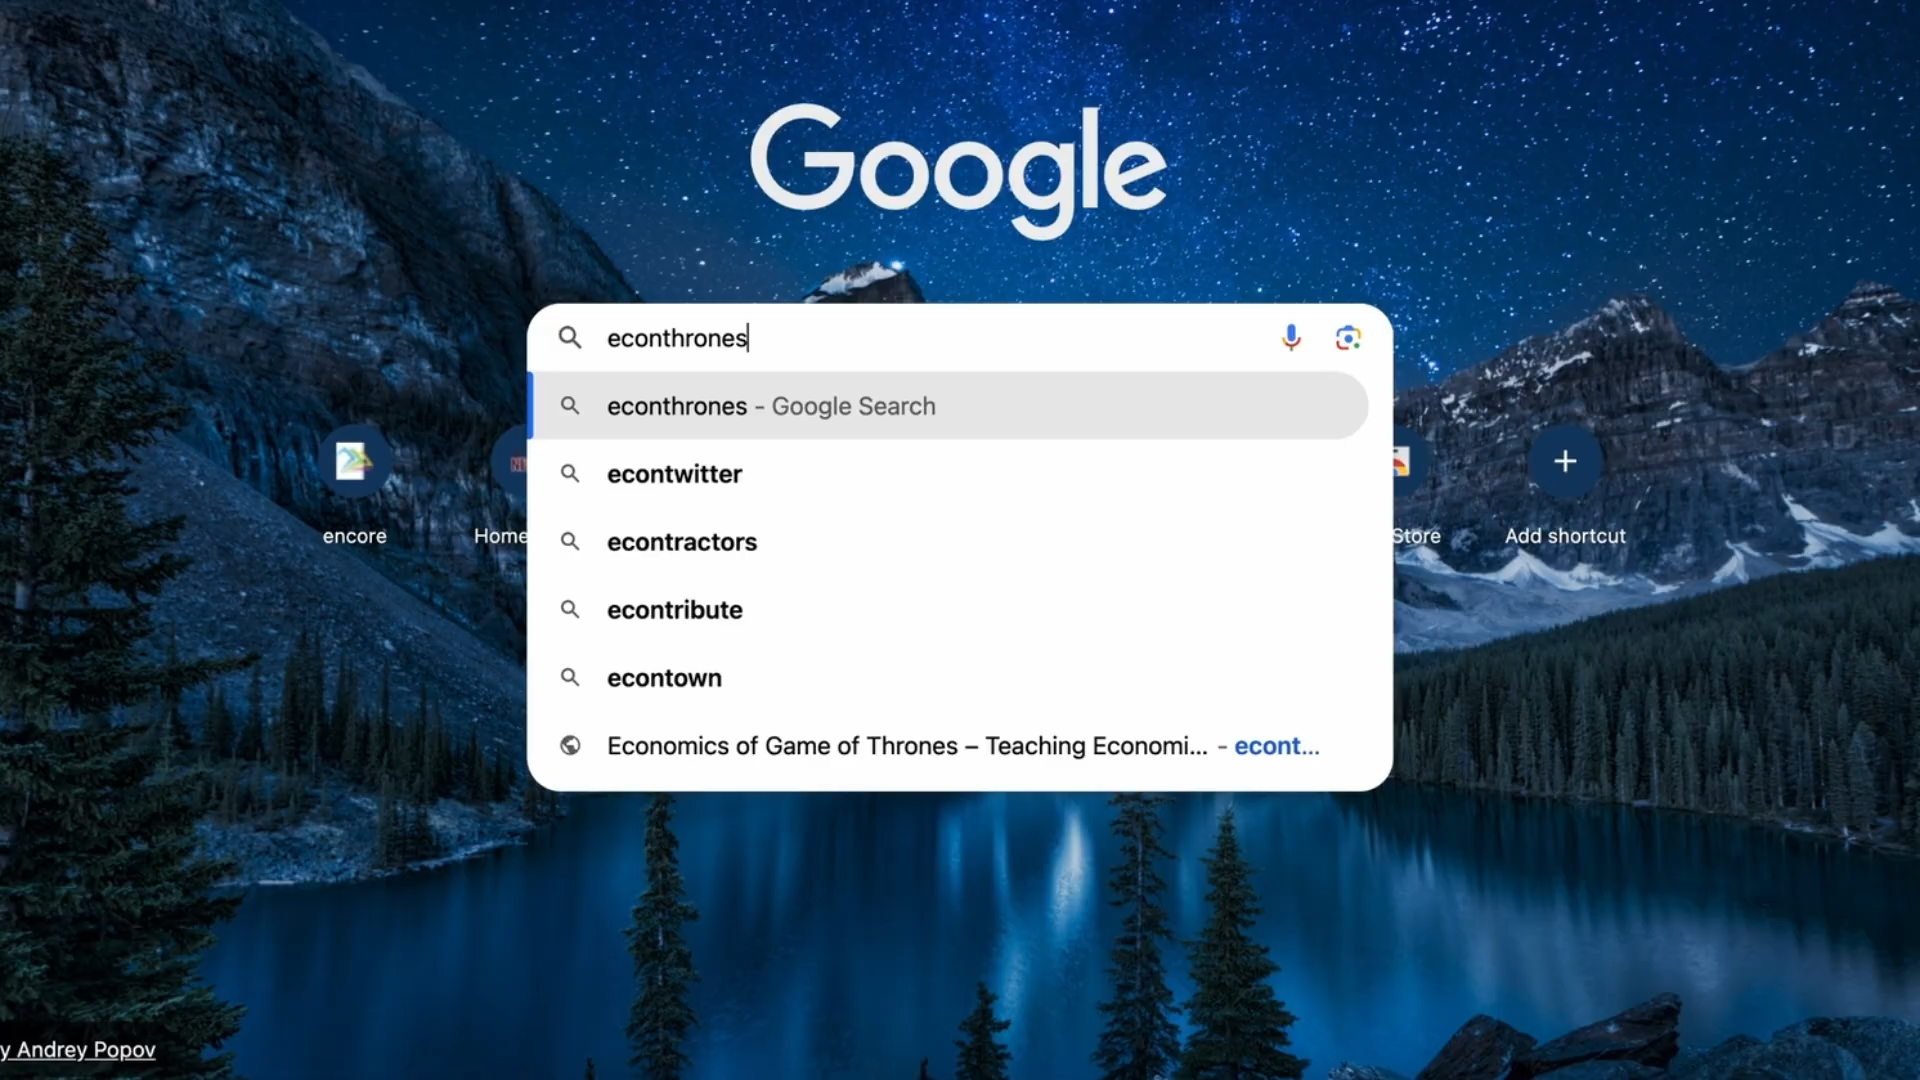 Google
econthrones
econthrones - Google Search
econtwitter
econtractors
econtribute
econtown
Economics of Game of Thrones – Teaching Economi... - econt...
encore
Home
Store
Add shortcut
y Andrey Popov